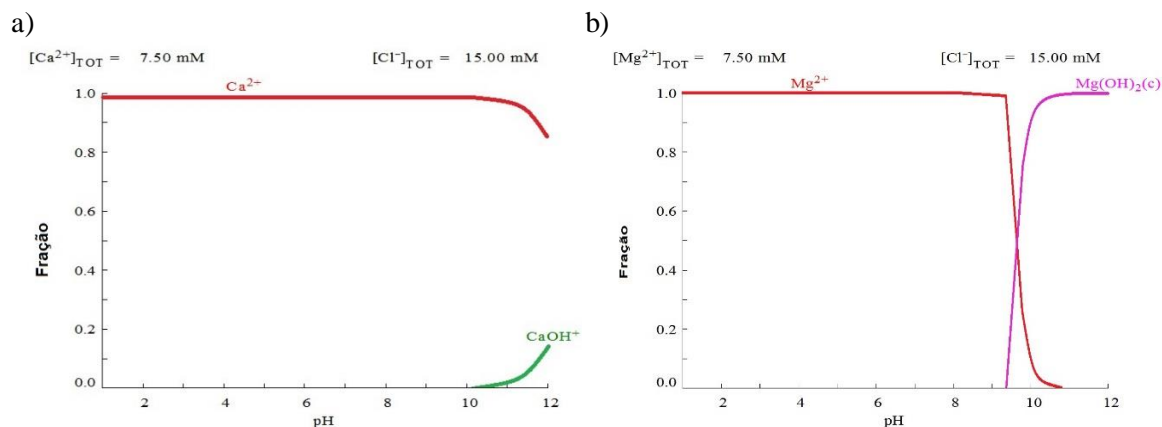 a)
[Ca²⁺]TOT = 7.50 mM [Cl⁻]TOT = 15.00 mM
Ca²⁺
1.0
0.8
0.6
0.4
0.2
0.0
Fração
CaOH⁺
2 4 6 8 10 12
pH
b)
[Mg²⁺]TOT = 7.50 mM [Cl⁻]TOT = 15.00 mM
Mg²⁺ Mg(OH)₂(c)
1.0
0.8
0.6
0.4
0.2
0.0
Fração
2 4 6 8 10 12
pH